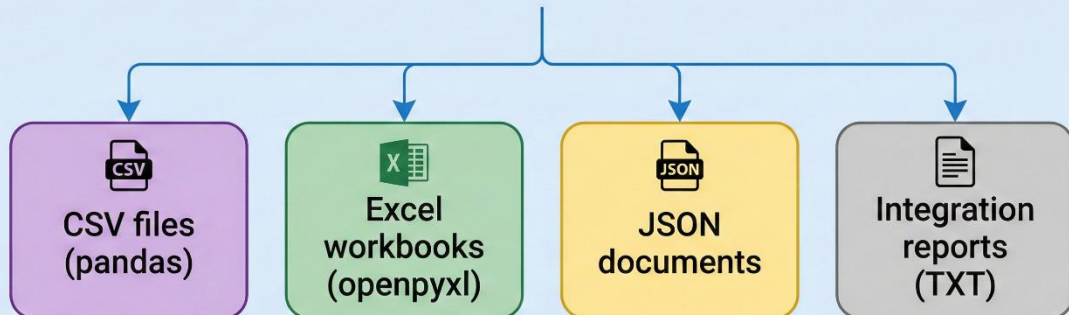 CSV
CSV files
(pandas)
X
Excel
workbooks
(openpyxl)
JSON
JSON
documents
Integration
reports
(TXT)